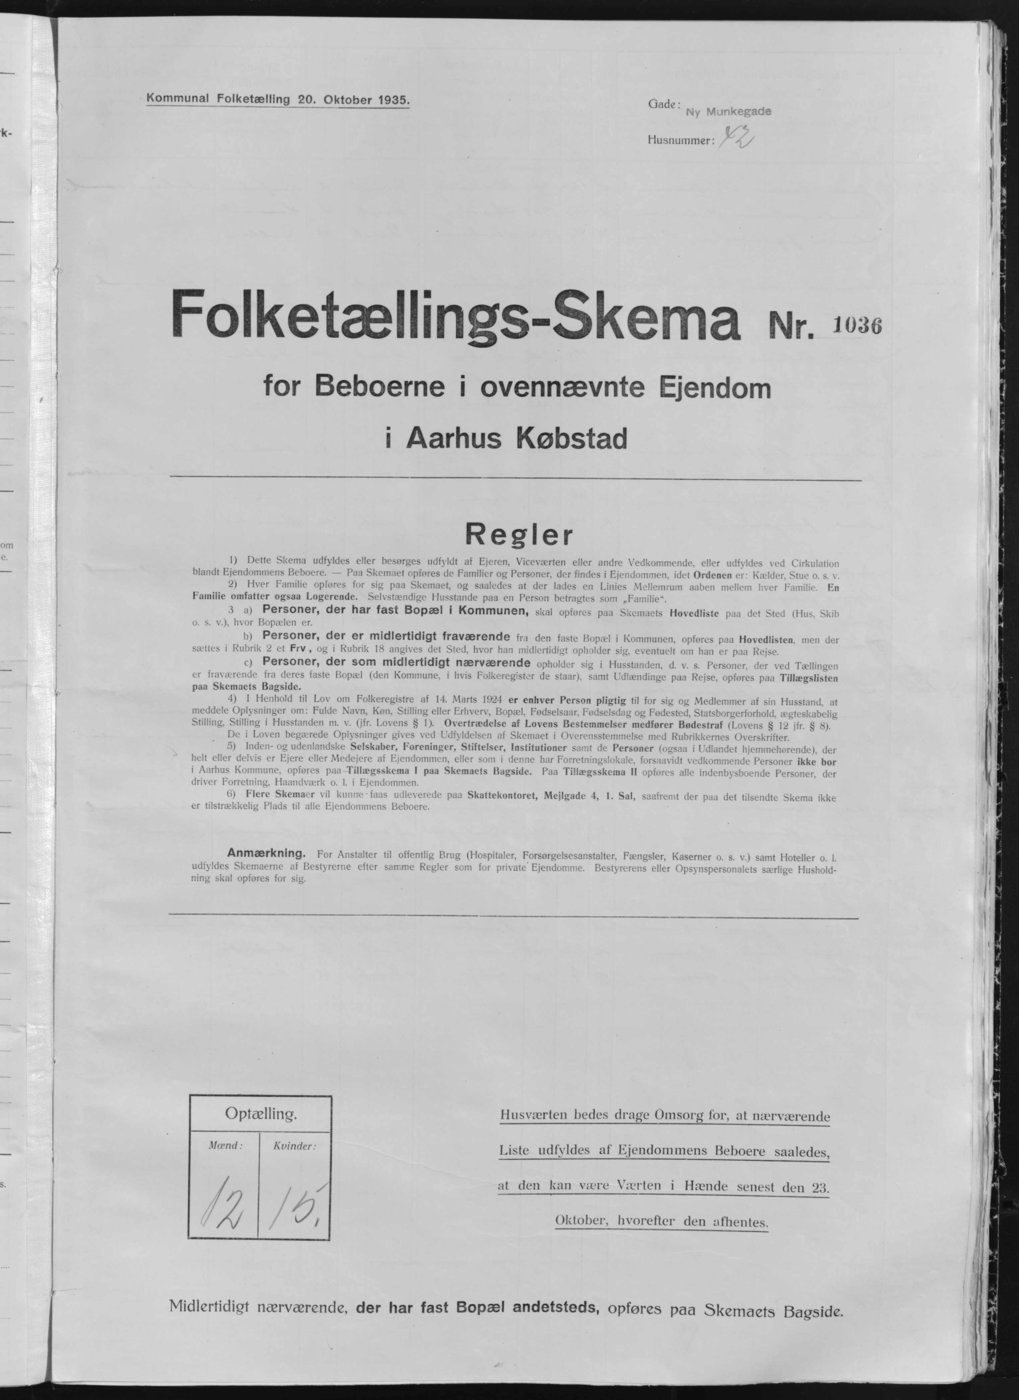 Kommunal Folketælling 20. Oktober 1935.
Gade: Ny Munkegade
Husnummer: 42
Folketællings-Skema Nr. 1036
for Beboerne i ovennævnte Ejendom
i Aarhus Købstad
Regler
1) Dette Skema udfyldes eller besørges udfyldt af Ejeren, Viceværten eller andre Vedkommende, eller udfyldes ved Cirkulation
blandt Ejendommens Beboere. — Paa Skemaet opføres de Familier og Personer, der findes i Ejendommen, idet Ordenen er: Kælder, Stue o. s. v.
2) Hver Familie opføres for sig paa Skemaet, og saaledes at der lades en Linies Mellemrum aaben mellem hver Familie. En
Familie omfatter ogsaa Logerende. Selvstændige Husstande paa en Person betragtes som „Familie“.
3 a) Personer, der har fast Bopæl i Kommunen, skal opføres paa Skemaets Hovedliste paa det Sted (Hus, Skib
o. s. v.), hvor Bopælen er.
b) Personer, der er midlertidigt fraværende fra den faste Bopæl i Kommunen, opføres paa Hovedlisten, men der
sættes i Rubrik 2 et Frv., og i Rubrik 18 angives det Sted, hvor han midlertidigt opholder sig, eventuelt om han er paa Rejse.
c) Personer, der som midlertidigt nærværende opholder sig i Husstanden, d. v. s. Personer, der ved Tællingen
er fraværende fra deres faste Bopæl (den Kommune, i hvis Folkeregister de staar), samt Udlændinge paa Rejse, opføres paa Tillægslisten
paa Skemaets Bagside.
4) I Henhold til Lov om Folkeregistre af 14. Marts 1924 er enhver Person pligtig til for sig og Medlemmer af sin Husstand, at
meddele Oplysninger om: Fulde Navn, Køn, Stilling eller Erhverv, Bopæl, Fødselsaar, Fødselsdag og Fødested, Statsborgerforhold, ægteskabelig
Stilling, Stilling i Husstanden m. v. (jfr. Lovens § 1). Overtrædelse af Lovens Bestemmelser medfører Bødestraf (Lovens § 12 jfr. § 8).
De i Loven begærede Oplysninger gives ved Udfyldelsen af Skemaet i Overensstemmelse med Rubrikkernes Overskrifter.
5) Inden- og udenlandske Selskaber, Foreninger, Stiftelser, Institutioner samt de Personer (ogsaa i Udlandet hjemmehørende), der
helt eller delvis er Ejere eller Medejere af Ejendommen, eller som i denne har Forretningslokale, forsaavidt vedkommende Personer ikke bor
i Aarhus Kommune, opføres paa Tillægsskema I paa Skemaets Bagside. Paa Tillægsskema II opføres alle indenbysboende Personer, der
driver Forretning, Haandværk o. l. i Ejendommen.
6) Flere Skemaer vil kunne faas udleverede paa Skattekontoret, Mejlgade 4, 1. Sal, saafremt der paa det tilsendte Skema ikke
er tilstrækkelig Plads til alle Ejendommens Beboere.
Anmærkning. For Anstalter til offentlig Brug (Hospitaler, Forsørgelsesanstalter, Fængsler, Kaserner o. s. v.) samt Hoteller o. l.
udfyldes Skemaerne af Bestyrerne efter samme Regler som for private Ejendomme. Bestyrerens eller Opsynspersonalets særlige Hushold-
ning skal opføres for sig.
Optælling.
Mænd: Kvinder:
12 15.
Husværten bedes drage Omsorg for, at nærværende
Liste udfyldes af Ejendommens Beboere saaledes,
at den kan være Værten i Hænde senest den 23.
Oktober, hvorefter den afhentes.
Midlertidigt nærværende, der har fast Bopæl andetsteds, opføres paa Skemaets Bagside.